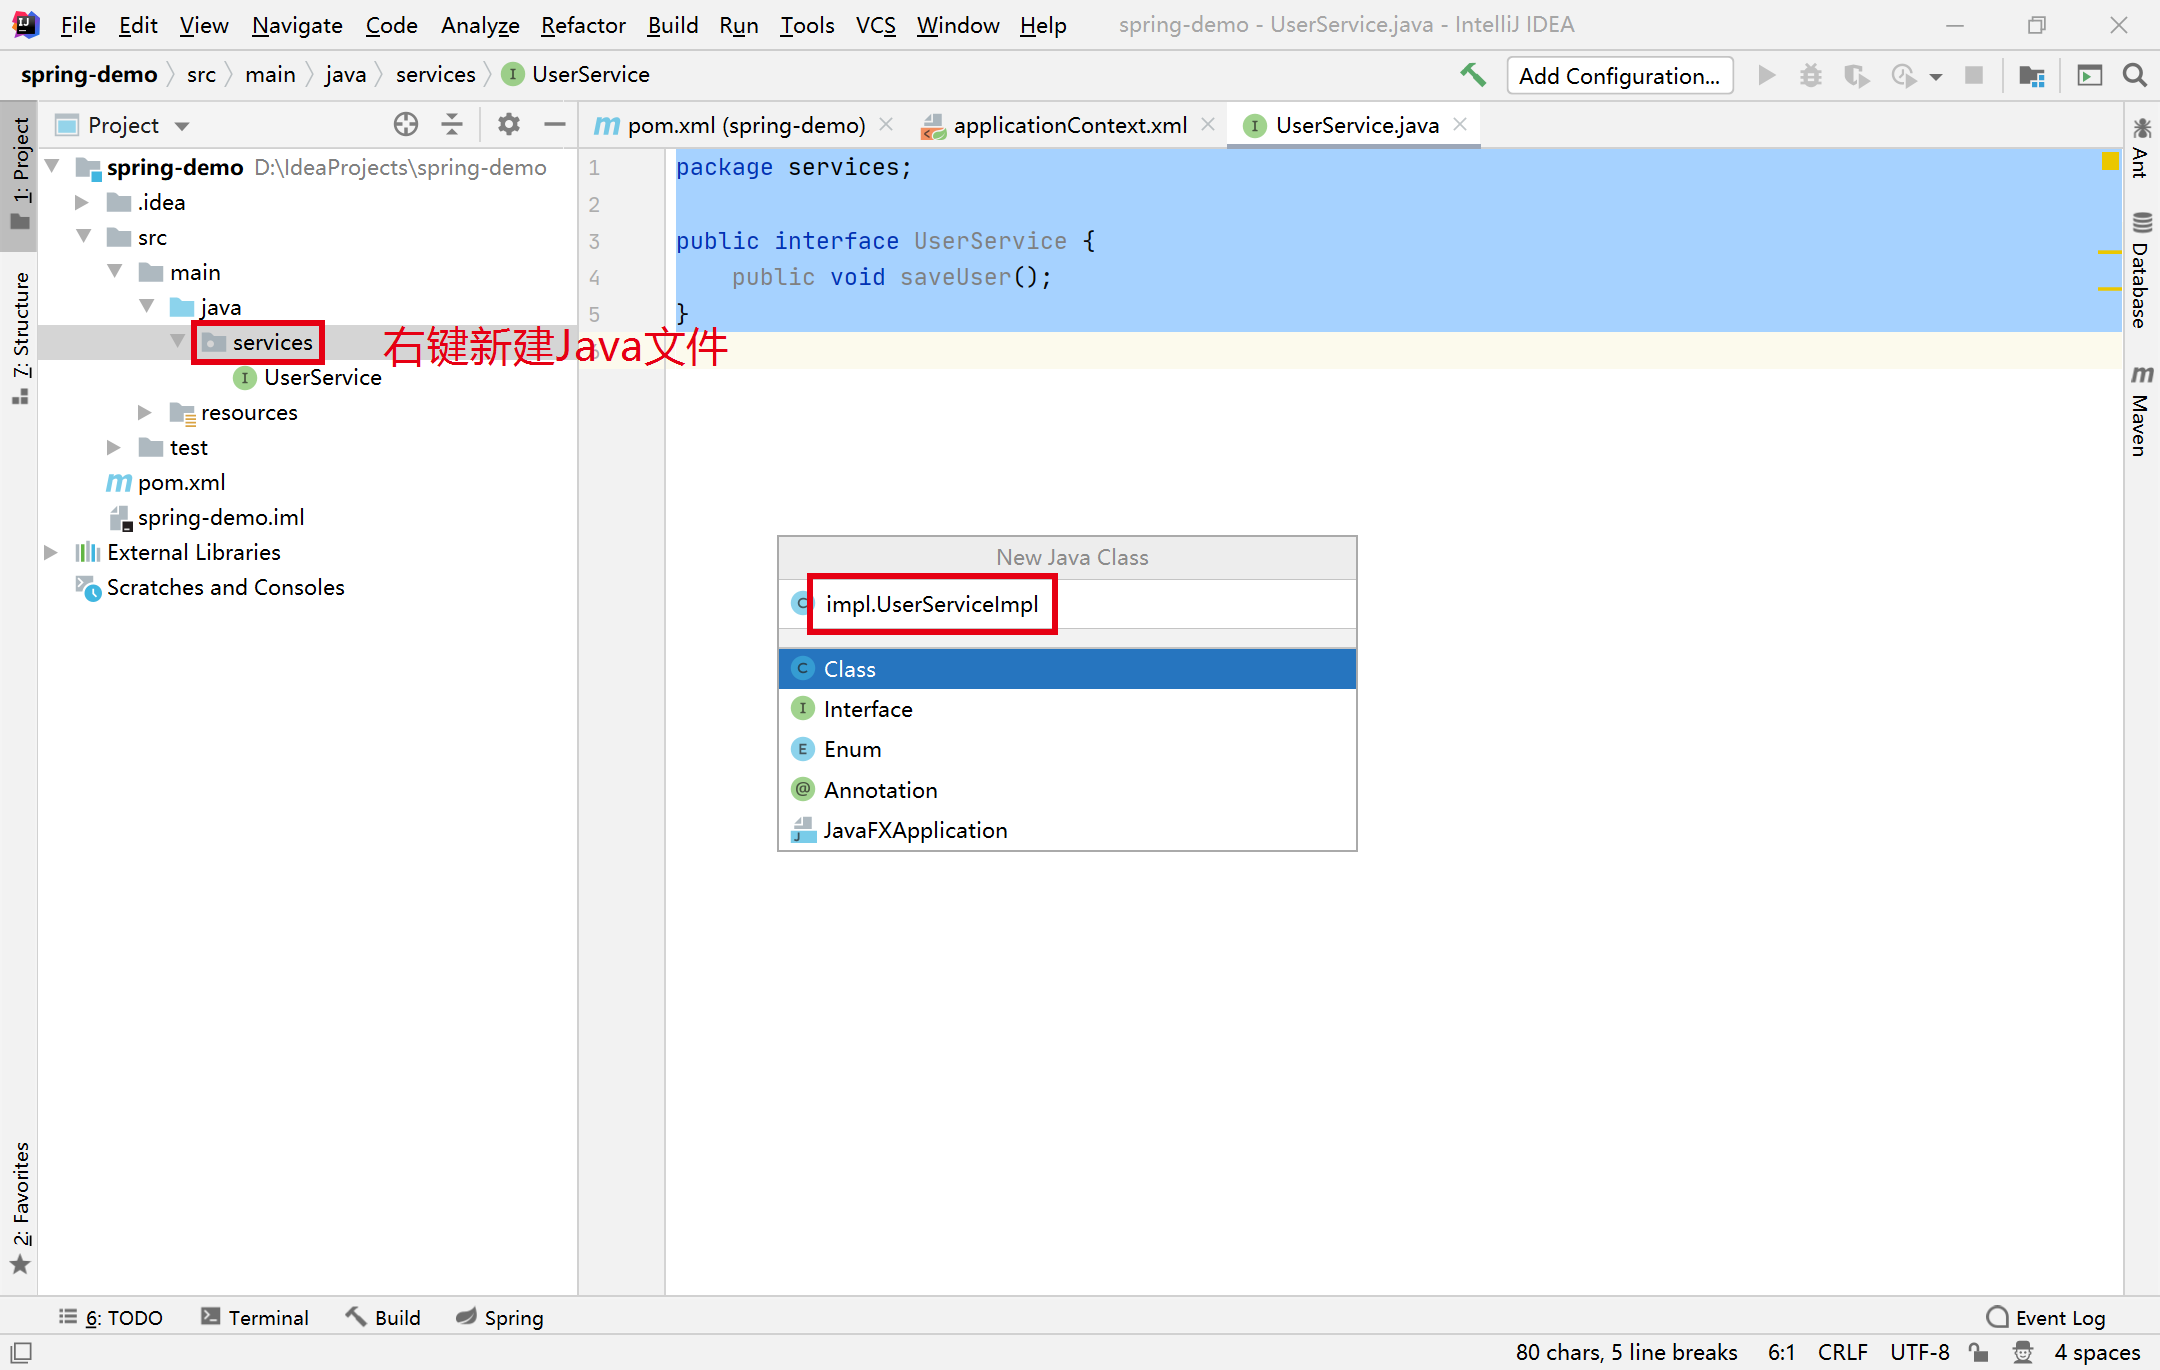 File Edit View Navigate Code Analyze Refactor Build Run Tools VCS Window Help spring-demo - UserService.java - IntelliJ IDEA
spring-demo src main java services UserService Add Configuration...
Project pom.xml (spring-demo) applicationContext.xml UserService.java
1: Project
7: Structure
2: Favorites
spring-demo D:\IdeaProjects\spring-demo
.idea
src
main
java
services
右键新建Java文件
UserService
resources
test
pom.xml
spring-demo.iml
External Libraries
Scratches and Consoles
1 package services;
2
3 public interface UserService {
4 public void saveUser();
5 }
6
New Java Class
impl.UserServiceImpl
Class
Interface
Enum
Annotation
JavaFXApplication
Ant
Database
Maven
6: TODO Terminal Build Spring Event Log
80 chars, 5 line breaks 6:1 CRLF UTF-8 4 spaces